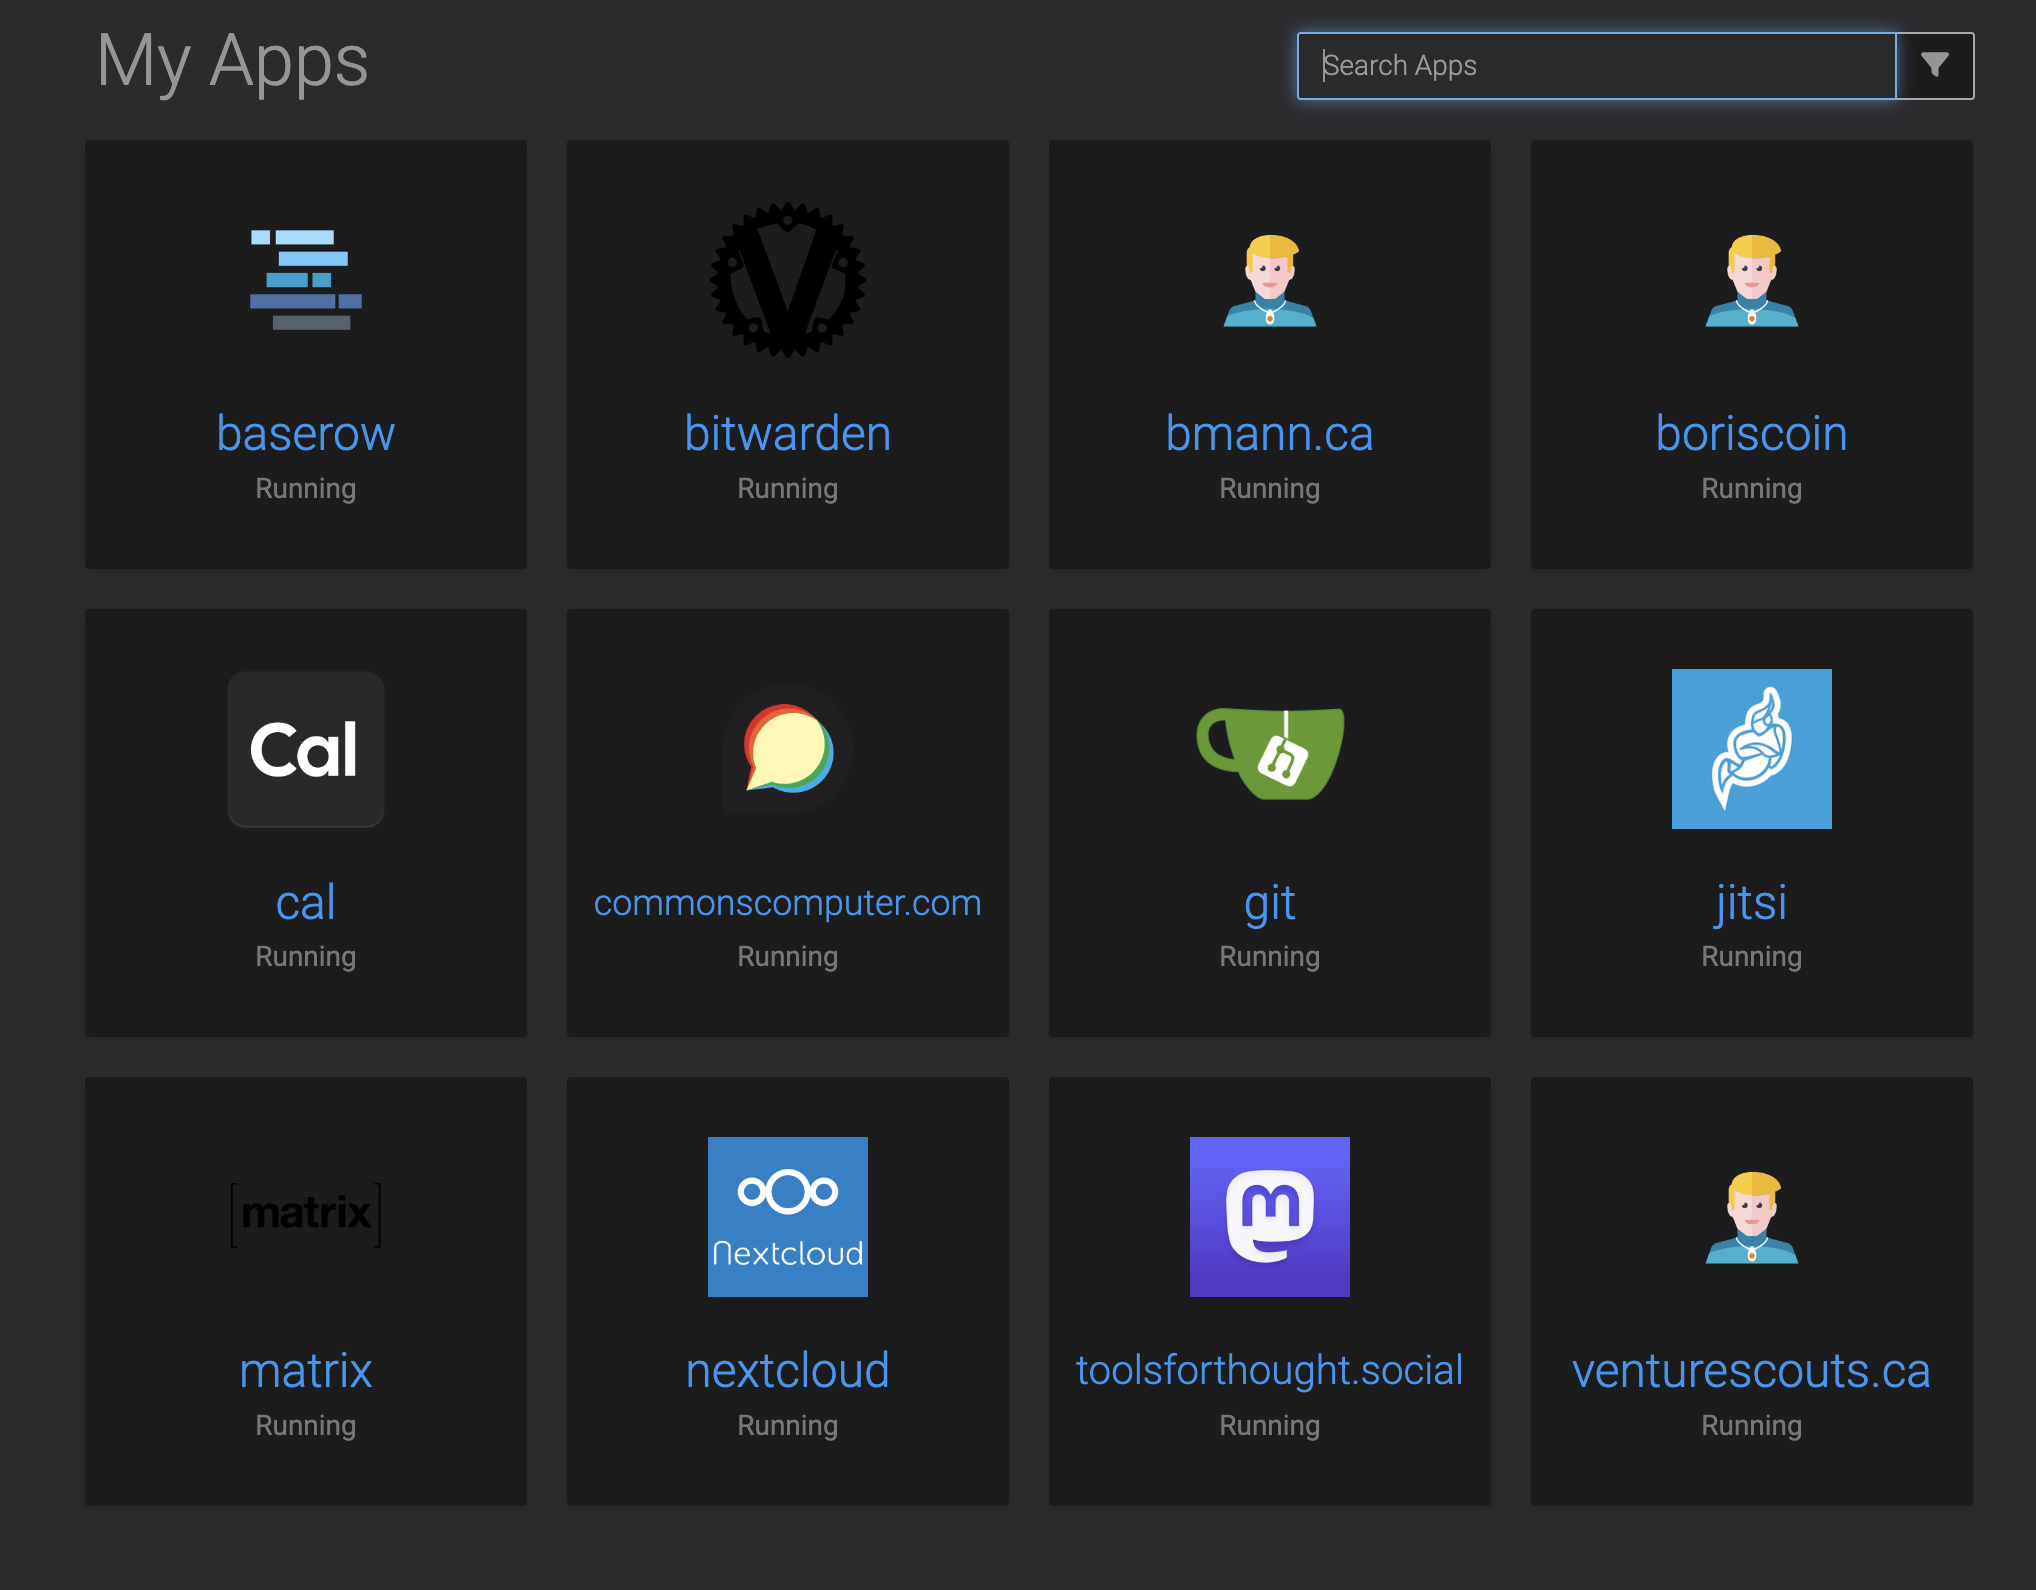 My Apps
Search Apps
baserow
Running
bitwarden
Running
bmann.ca
Running
boriscoin
Running
Cal
cal
Running
commonscomputer.com
Running
git
Running
jitsi
Running
[matrix]
matrix
Running
Nextcloud
nextcloud
Running
toolsforthought.social
Running
venturescouts.ca
Running